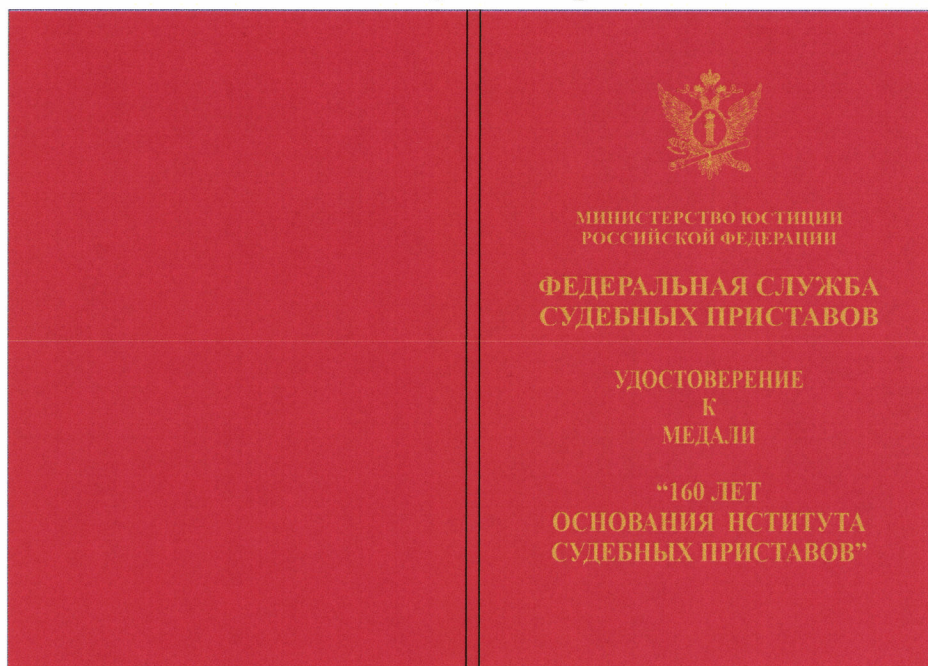 МИНИСТЕРСТВО ЮСТИЦИИ
РОССИЙСКОЙ ФЕДЕРАЦИИ
ФЕДЕРАЛЬНАЯ СЛУЖБА
СУДЕБНЫХ ПРИСТАВОВ
УДОСТОВЕРЕНИЕ
К
МЕДАЛИ
“160 ЛЕТ
ОСНОВАНИЯ НСТИТУТА
СУДЕБНЫХ ПРИСТАВОВ”